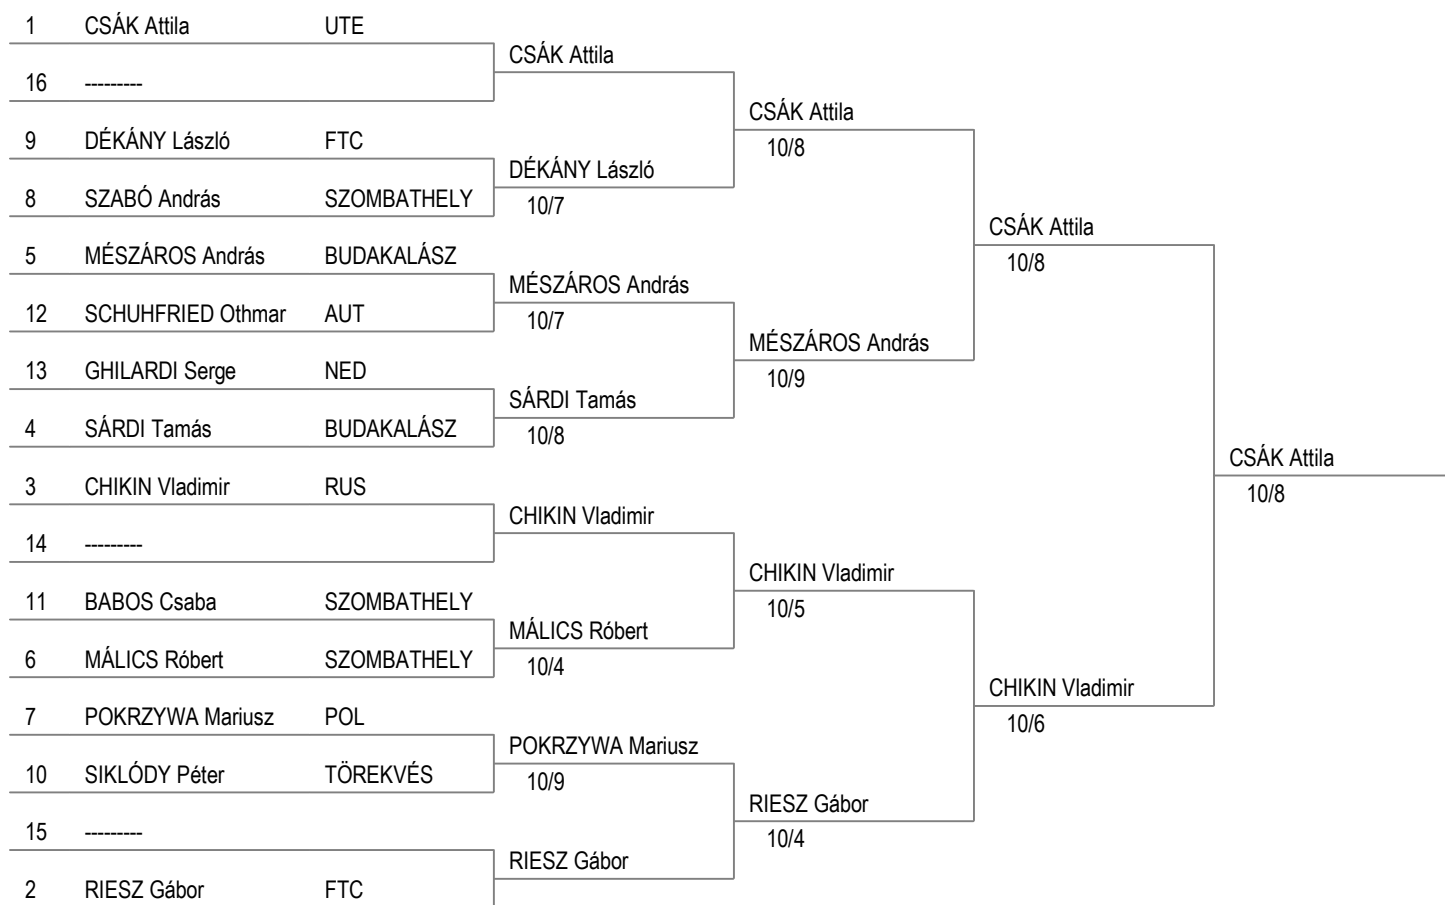 1 CSÁK Attila UTE
CSÁK Attila
16 ---------
CSÁK Attila
10/8
9 DÉKÁNY László FTC
DÉKÁNY László
10/7
8 SZABÓ András SZOMBATHELY
CSÁK Attila
10/8
5 MÉSZÁROS András BUDAKALÁSZ
MÉSZÁROS András
10/7
12 SCHUHFRIED Othmar AUT
MÉSZÁROS András
10/9
13 GHILARDI Serge NED
SÁRDI Tamás
10/8
4 SÁRDI Tamás BUDAKALÁSZ
CSÁK Attila
10/8
3 CHIKIN Vladimir RUS
CHIKIN Vladimir
14 ---------
CHIKIN Vladimir
10/5
11 BABOS Csaba SZOMBATHELY
MÁLICS Róbert
10/4
6 MÁLICS Róbert SZOMBATHELY
CHIKIN Vladimir
10/6
7 POKRZYWA Mariusz POL
POKRZYWA Mariusz
10/9
10 SIKLÓDY Péter TÖREKVÉS
RIESZ Gábor
10/4
15 ---------
RIESZ Gábor
2 RIESZ Gábor FTC